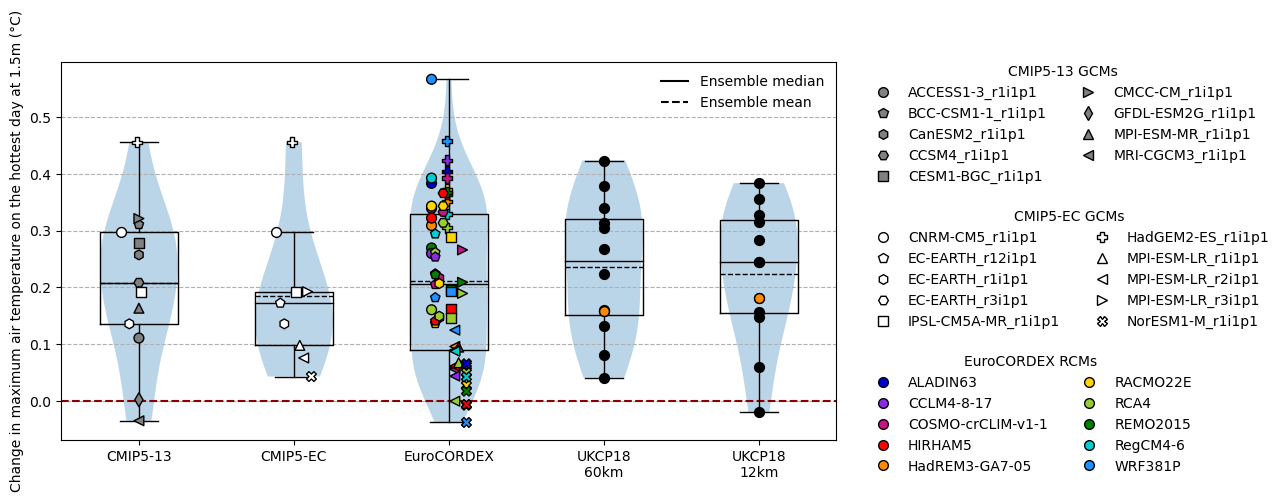 Change in maximum air temperature on the hottest day at 1.5m (°C)
0.5
0.4
0.3
0.2
0.1
0.0
Ensemble median
Ensemble mean
CMIP5-13
CMIP5-EC
EuroCORDEX
UKCP18
60km
UKCP18
12km
CMIP5-13 GCMs
ACCESS1-3_r1i1p1
BCC-CSM1-1_r1i1p1
CanESM2_r1i1p1
CCSM4_r1i1p1
CESM1-BGC_r1i1p1
CMCC-CM_r1i1p1
GFDL-ESM2G_r1i1p1
MPI-ESM-MR_r1i1p1
MRI-CGCM3_r1i1p1
CMIP5-EC GCMs
CNRM-CM5_r1i1p1
EC-EARTH_r12i1p1
EC-EARTH_r1i1p1
EC-EARTH_r3i1p1
IPSL-CM5A-MR_r1i1p1
HadGEM2-ES_r1i1p1
MPI-ESM-LR_r1i1p1
MPI-ESM-LR_r2i1p1
MPI-ESM-LR_r3i1p1
NorESM1-M_r1i1p1
EuroCORDEX RCMs
ALADIN63
CCLM4-8-17
COSMO-crCLIM-v1-1
HIRHAM5
HadREM3-GA7-05
RACMO22E
RCA4
REMO2015
RegCM4-6
WRF381P